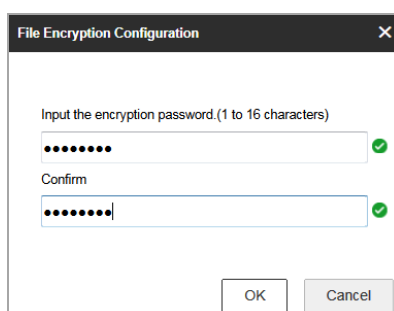 File Encryption Configuration
Input the encryption password.(1 to 16 characters)
••••••••
Confirm
••••••••
OK Cancel